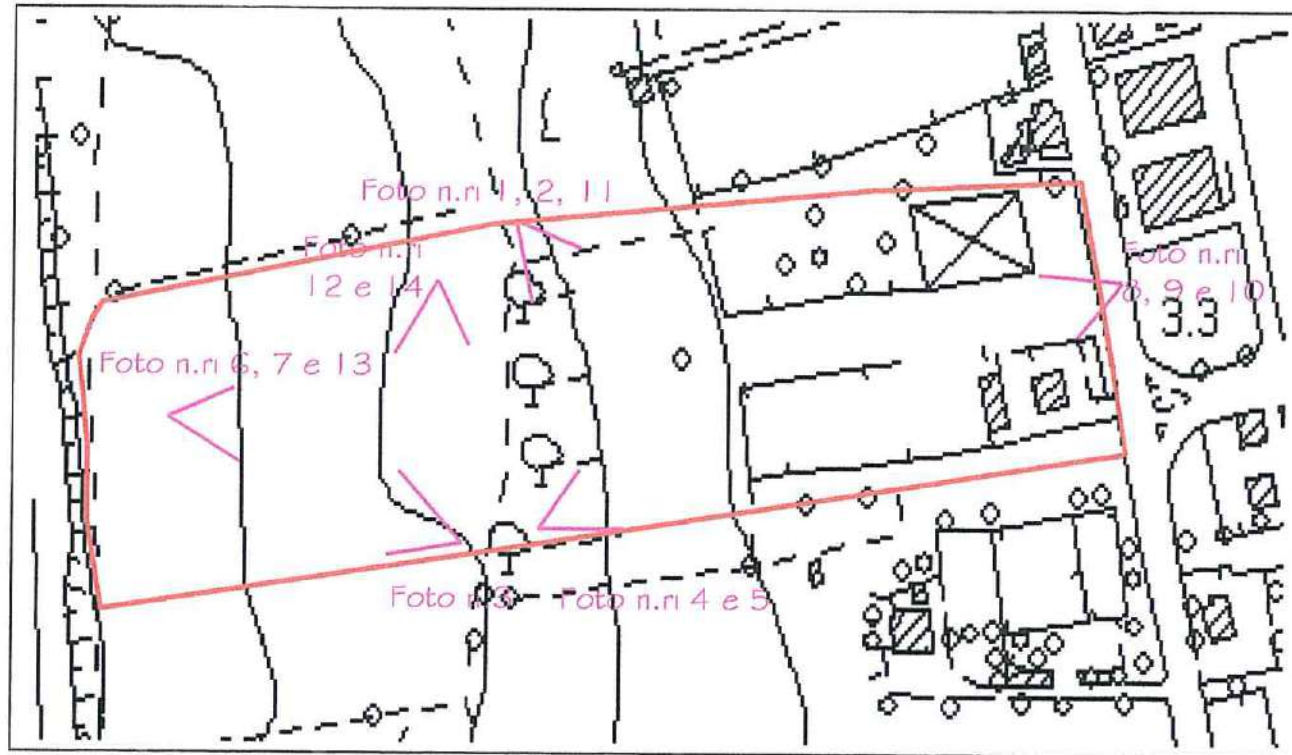 Foto n.ri 1, 2, 11
Foto n.ri
12 e 14
Foto n.ri
8, 9 e 10
3.3
Foto n.ri 6, 7 e 13
Foto n 3
Foto n.ri 4 e 5